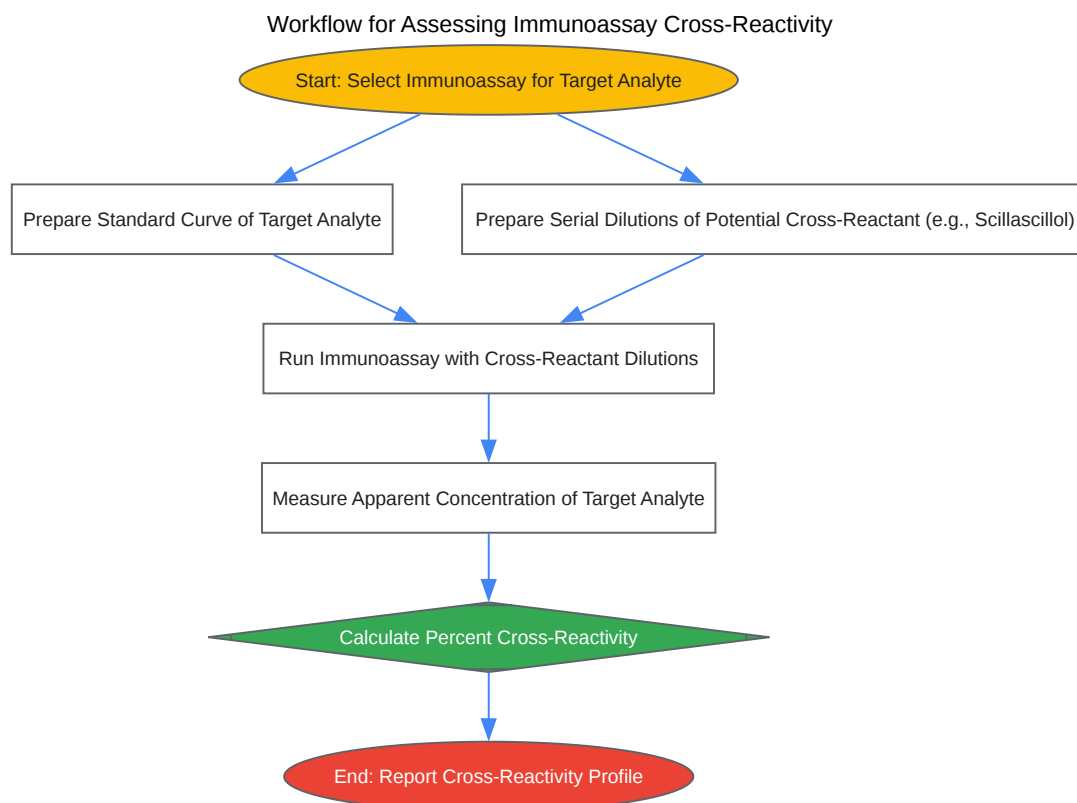 Workflow for Assessing Immunoassay Cross-Reactivity
Start: Select Immunoassay for Target Analyte
Prepare Standard Curve of Target Analyte
Prepare Serial Dilutions of Potential Cross-Reactant (e.g., Scillascillol)
Run Immunoassay with Cross-Reactant Dilutions
Measure Apparent Concentration of Target Analyte
Calculate Percent Cross-Reactivity
End: Report Cross-Reactivity Profile